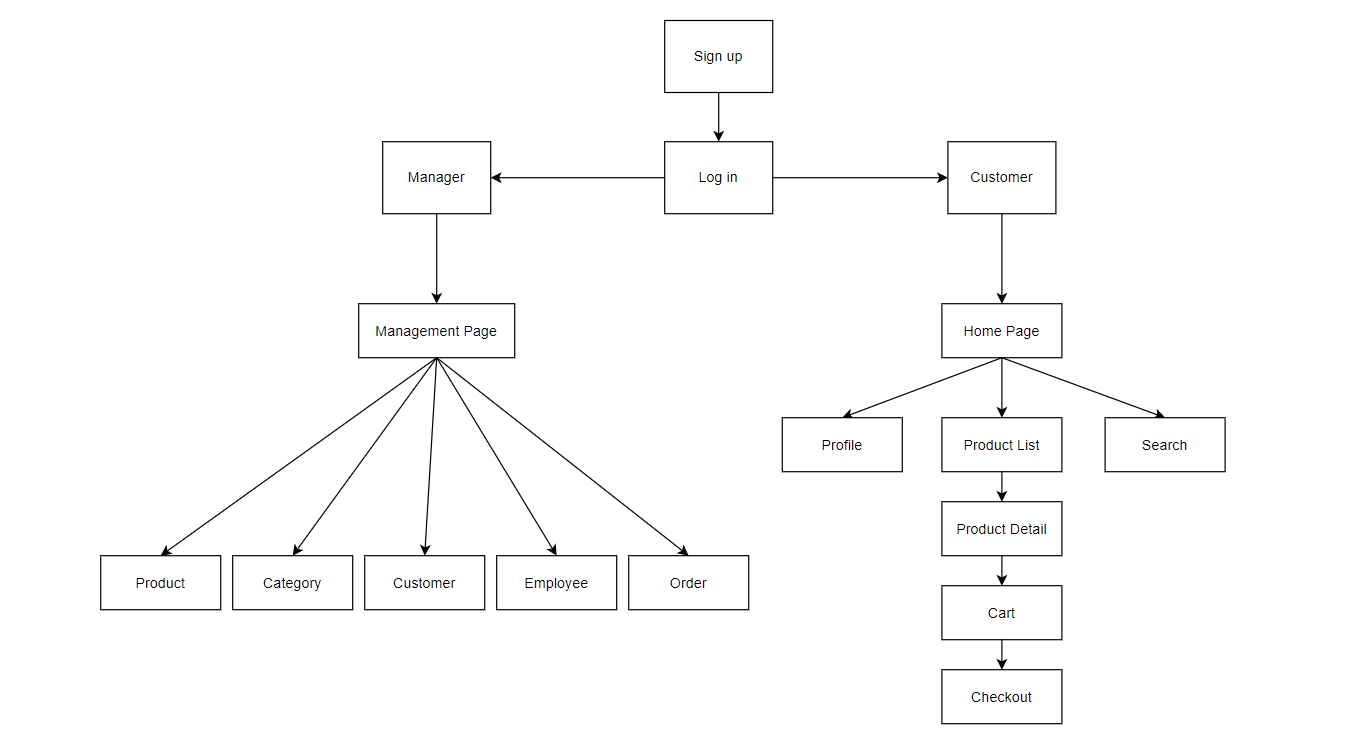 Sign up
Manager
Log in
Customer
Management Page
Home Page
Profile
Product List
Search
Product Detail
Product
Category
Customer
Employee
Order
Cart
Checkout